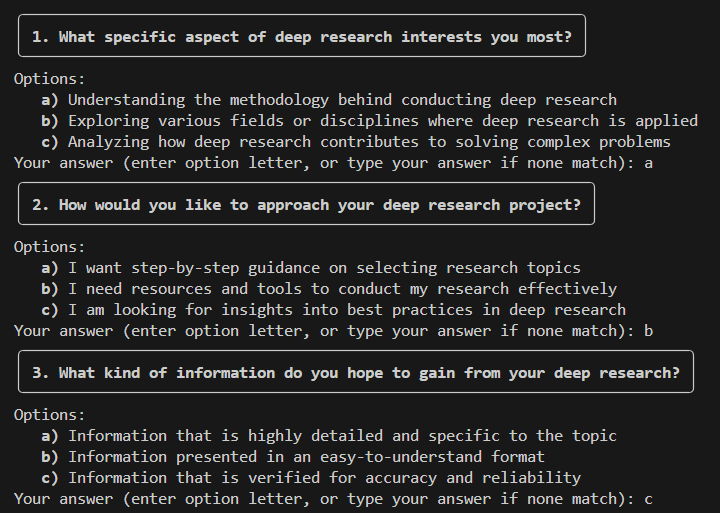 1. What specific aspect of deep research interests you most?
Options:
a) Understanding the methodology behind conducting deep research
b) Exploring various fields or disciplines where deep research is applied
c) Analyzing how deep research contributes to solving complex problems
Your answer (enter option letter, or type your answer if none match): a
2. How would you like to approach your deep research project?
Options:
a) I want step-by-step guidance on selecting research topics
b) I need resources and tools to conduct my research effectively
c) I am looking for insights into best practices in deep research
Your answer (enter option letter, or type your answer if none match): b
3. What kind of information do you hope to gain from your deep research?
Options:
a) Information that is highly detailed and specific to the topic
b) Information presented in an easy-to-understand format
c) Information that is verified for accuracy and reliability
Your answer (enter option letter, or type your answer if none match): c